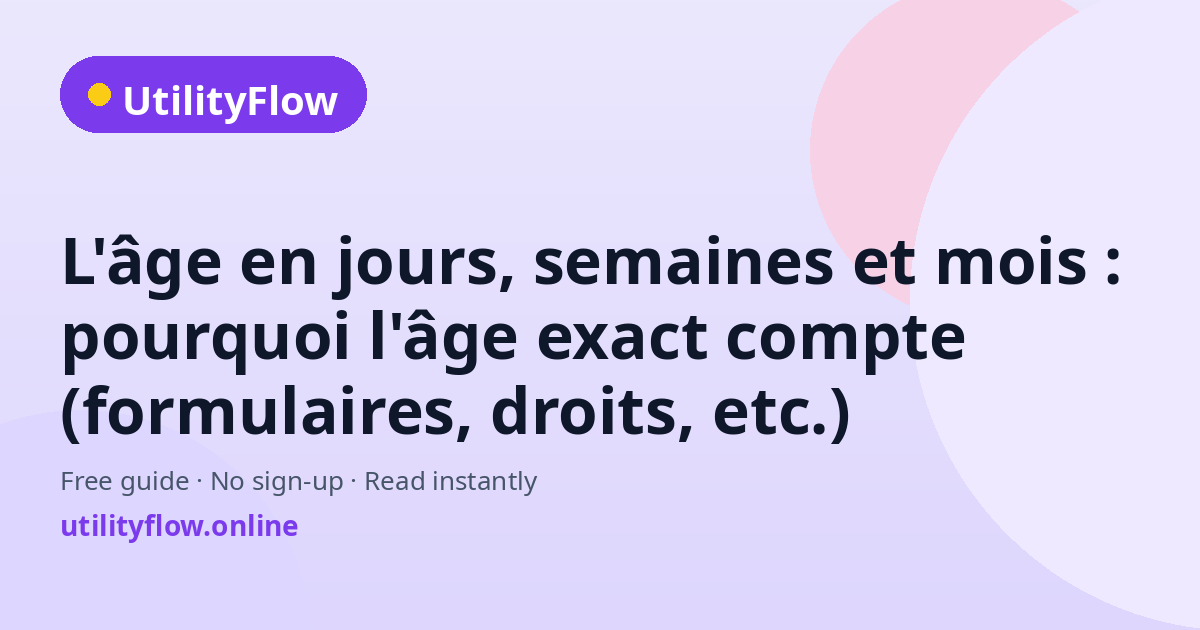 UtilityFlow
L'âge en jours, semaines et mois :
pourquoi l'âge exact compte
(formulaires, droits, etc.)
Free guide · No sign-up · Read instantly
utilityflow.online